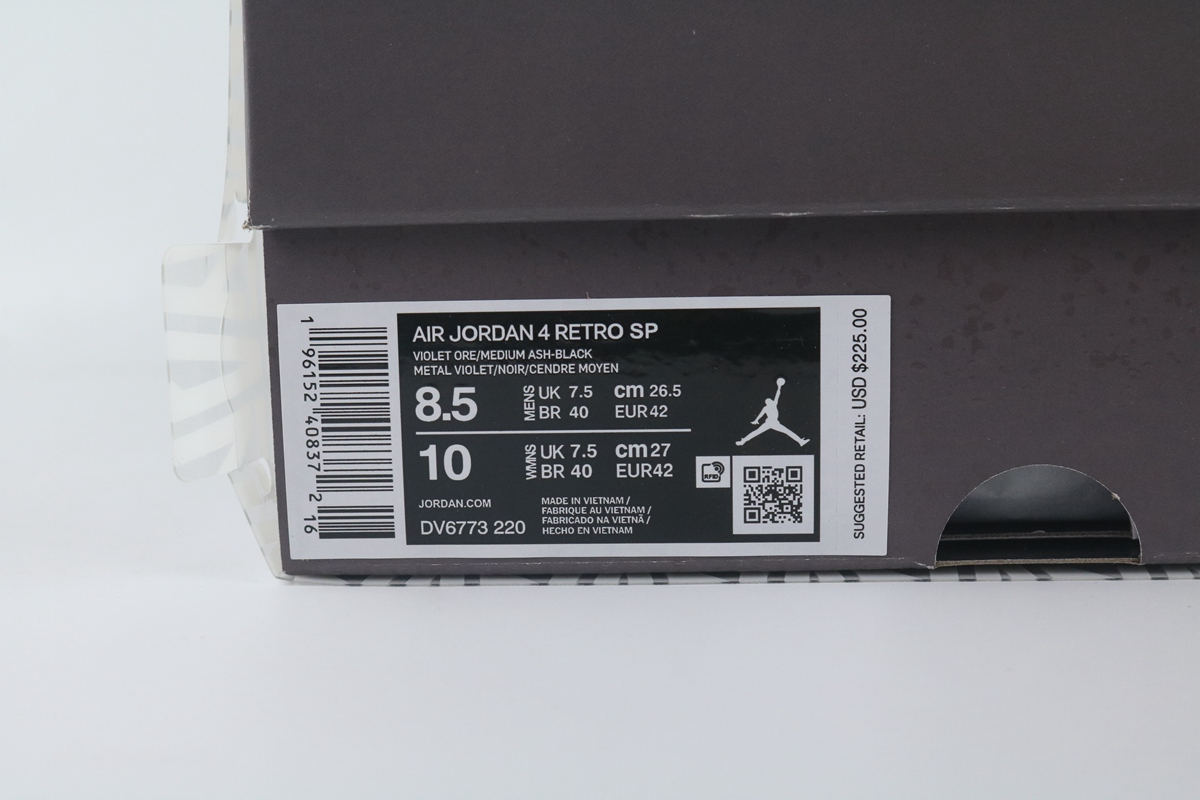 AIR JORDAN 4 RETRO SP
VIOLET ORE/MEDIUM ASH-BLACK
METAL VIOLET/NOIR/CENDRE MOYEN
8.5 MENS UK 7.5 cm 26.5
BR 40 EUR 42
10 WMNS UK 7.5 cm 27
BR 40 EUR42
JORDAN.COM
DV6773 220
MADE IN VIETNAM /
FABRIQUE AU VIETNAM /
FABRICADO NA VIETNÃ /
HECHO EN VIETNAM
RFID
1 96152 40837 2 16
SUGGESTED RETAIL: USD $225.00